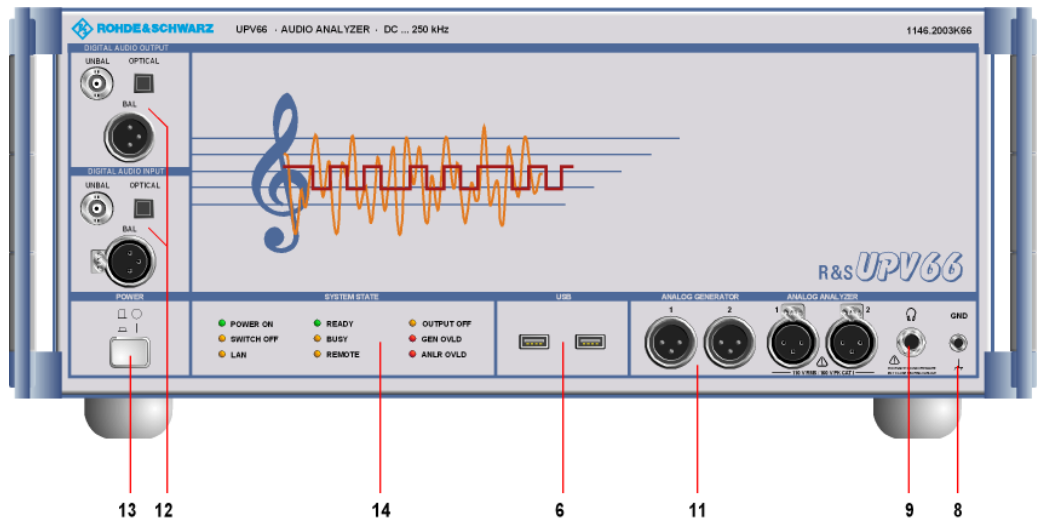 ROHDE&SCHWARZ UPV66 · AUDIO ANALYZER · DC ... 250 kHz 1146.2003K66
DIGITAL AUDIO OUTPUT
UNBAL OPTICAL
BAL
DIGITAL AUDIO INPUT
UNBAL OPTICAL
BAL
R&S UPV66
POWER SYSTEM STATE USB ANALOG GENERATOR ANALOG ANALYZER
1 2 1 2
GND
POWER ON READY OUTPUT OFF
SWITCH OFF BUSY GEN OVLD
LAN REMOTE ANLR OVLD
13 12 14 6 11 9 8